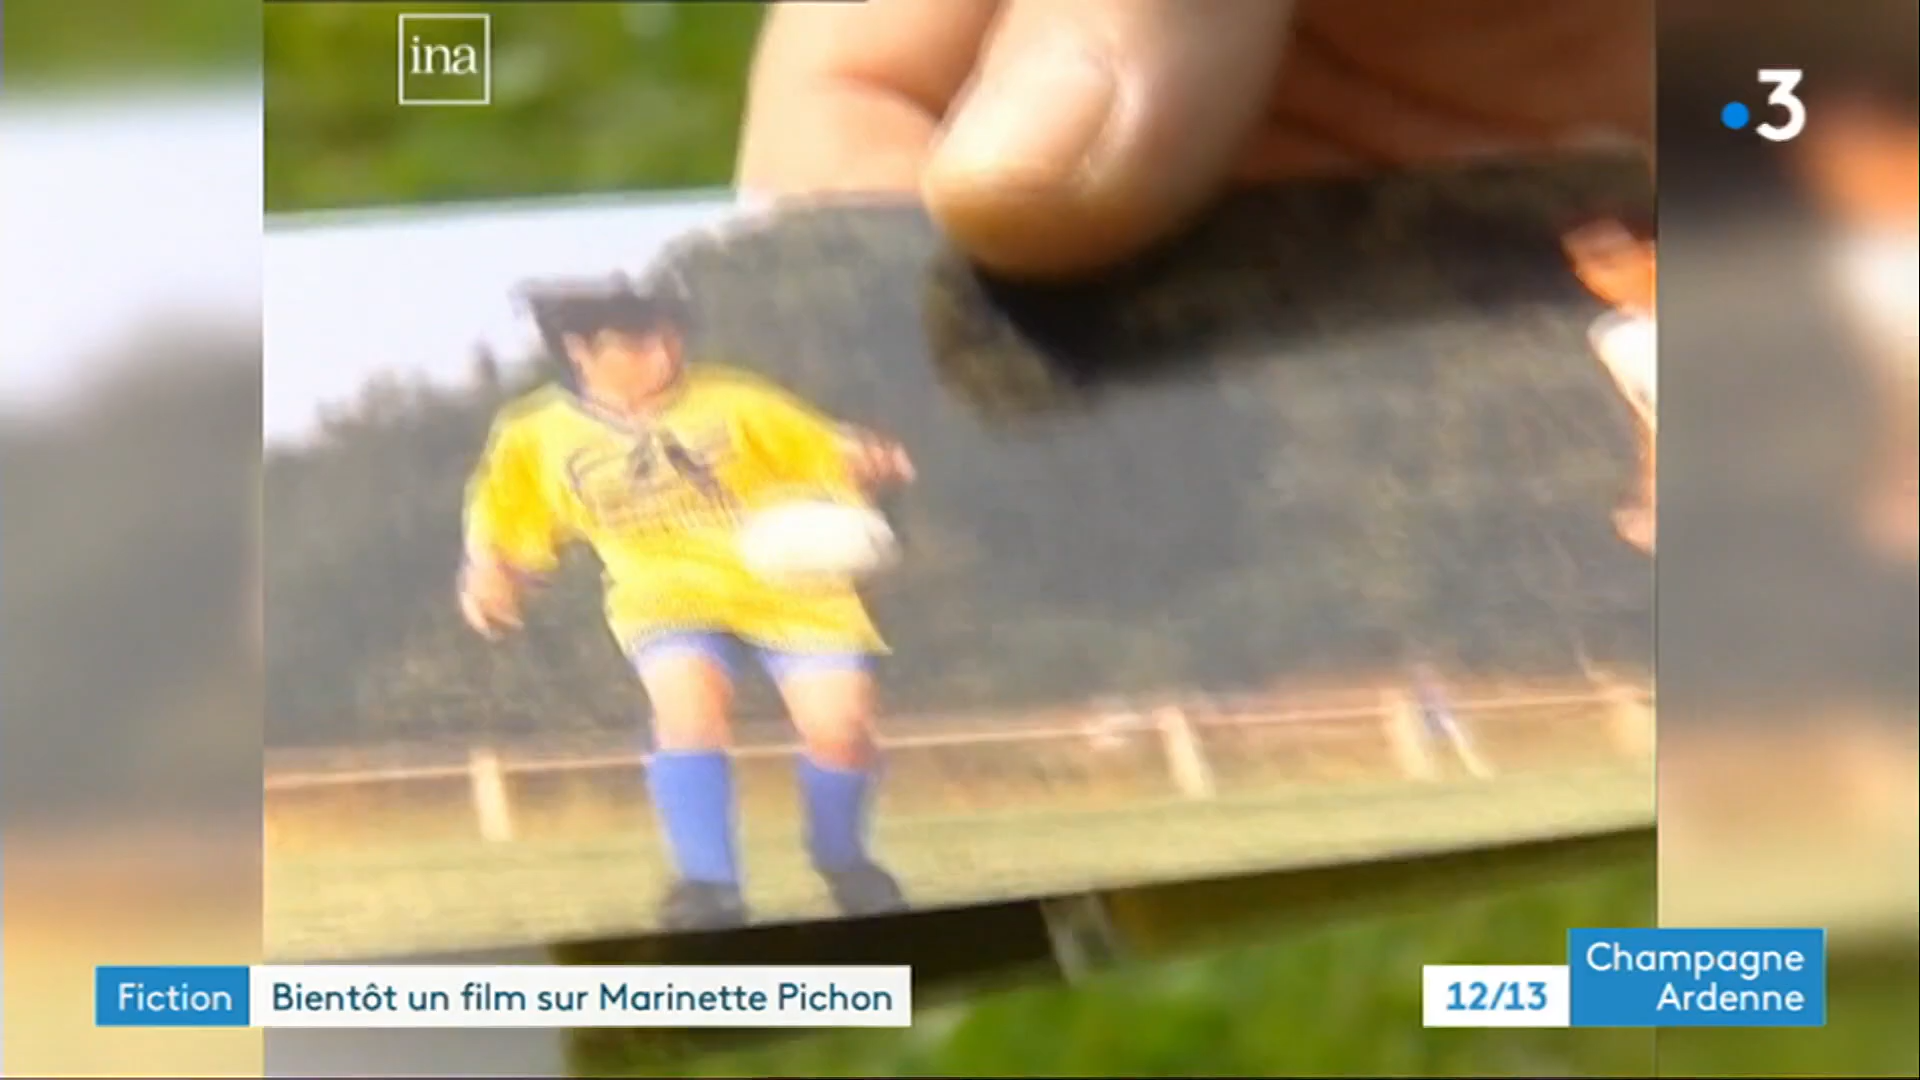 ina
3
Fiction
Bientôt un film sur Marinette Pichon
12/13
Champagne
Ardenne